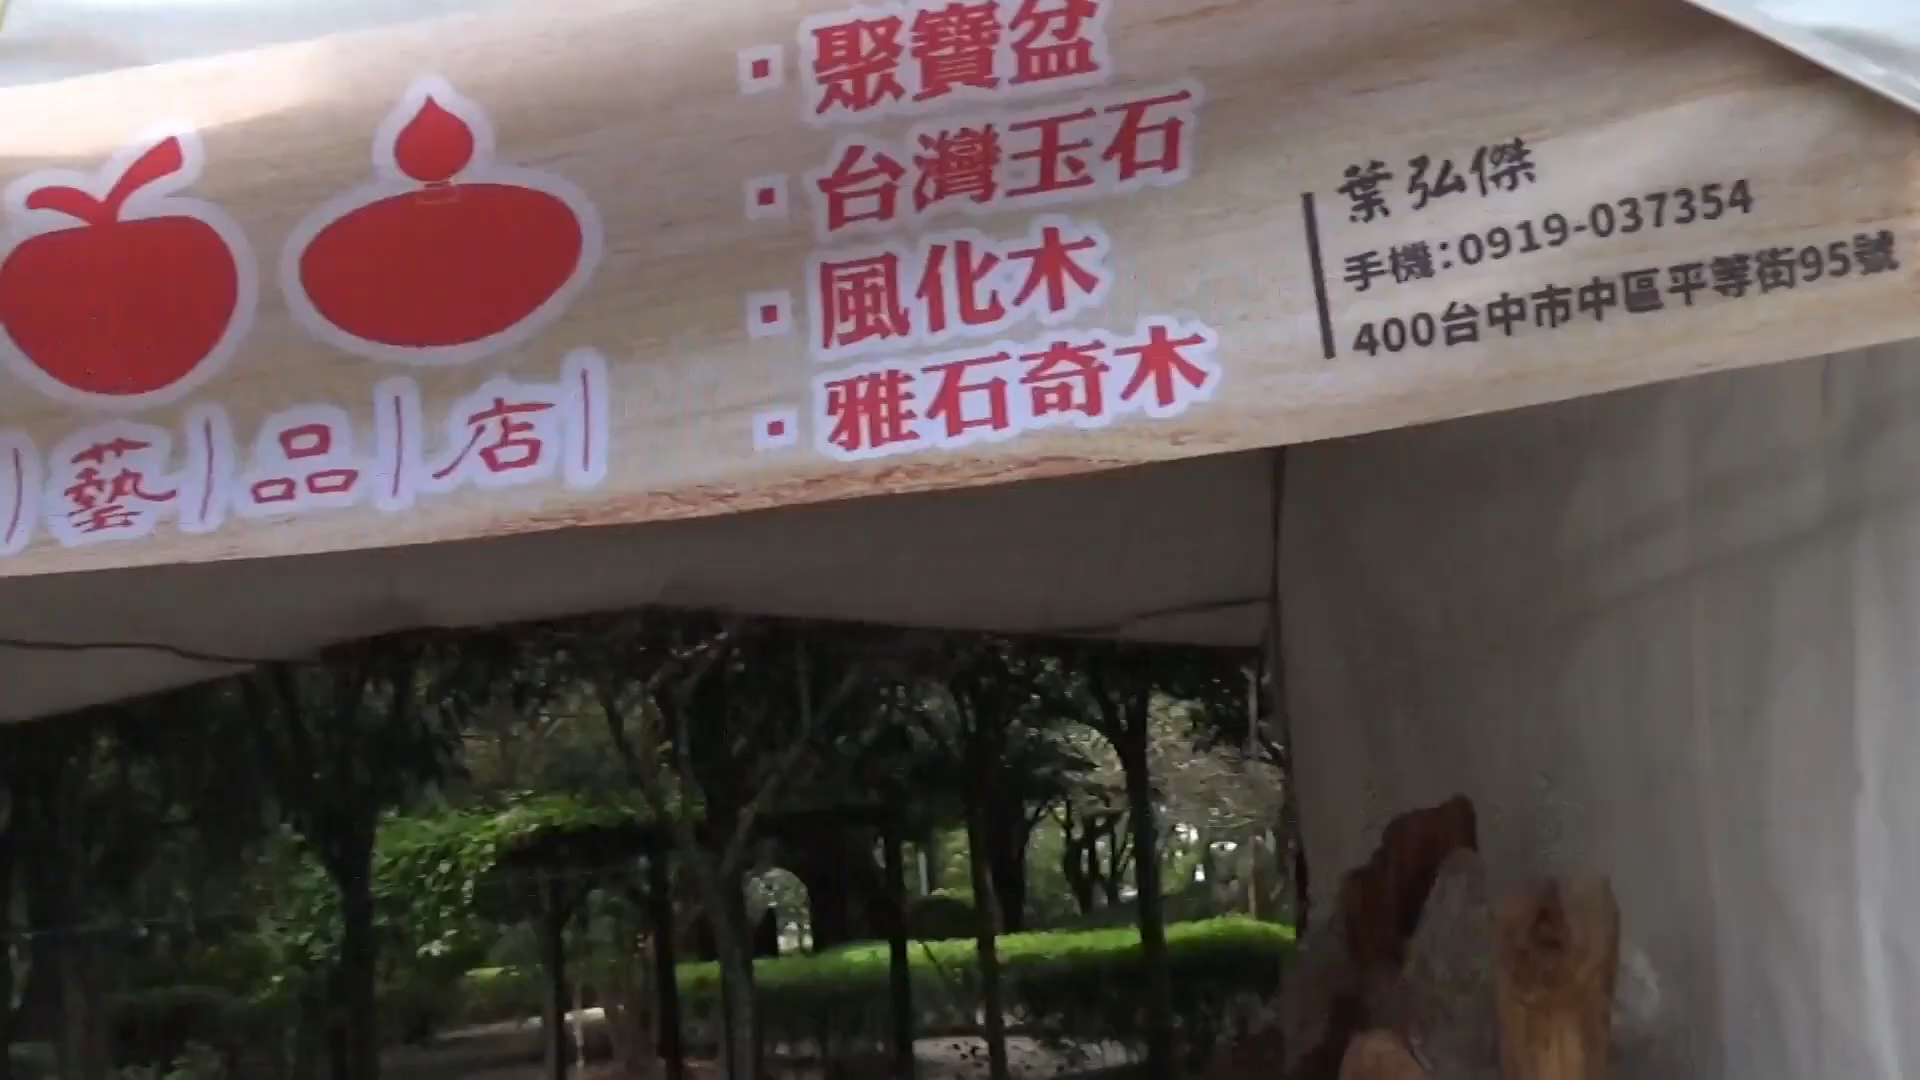 藝|品|店
聚寶盆
台灣玉石
風化木
雅石奇木
葉弘傑
手機:0919-037354
400台中市中區平等街95號